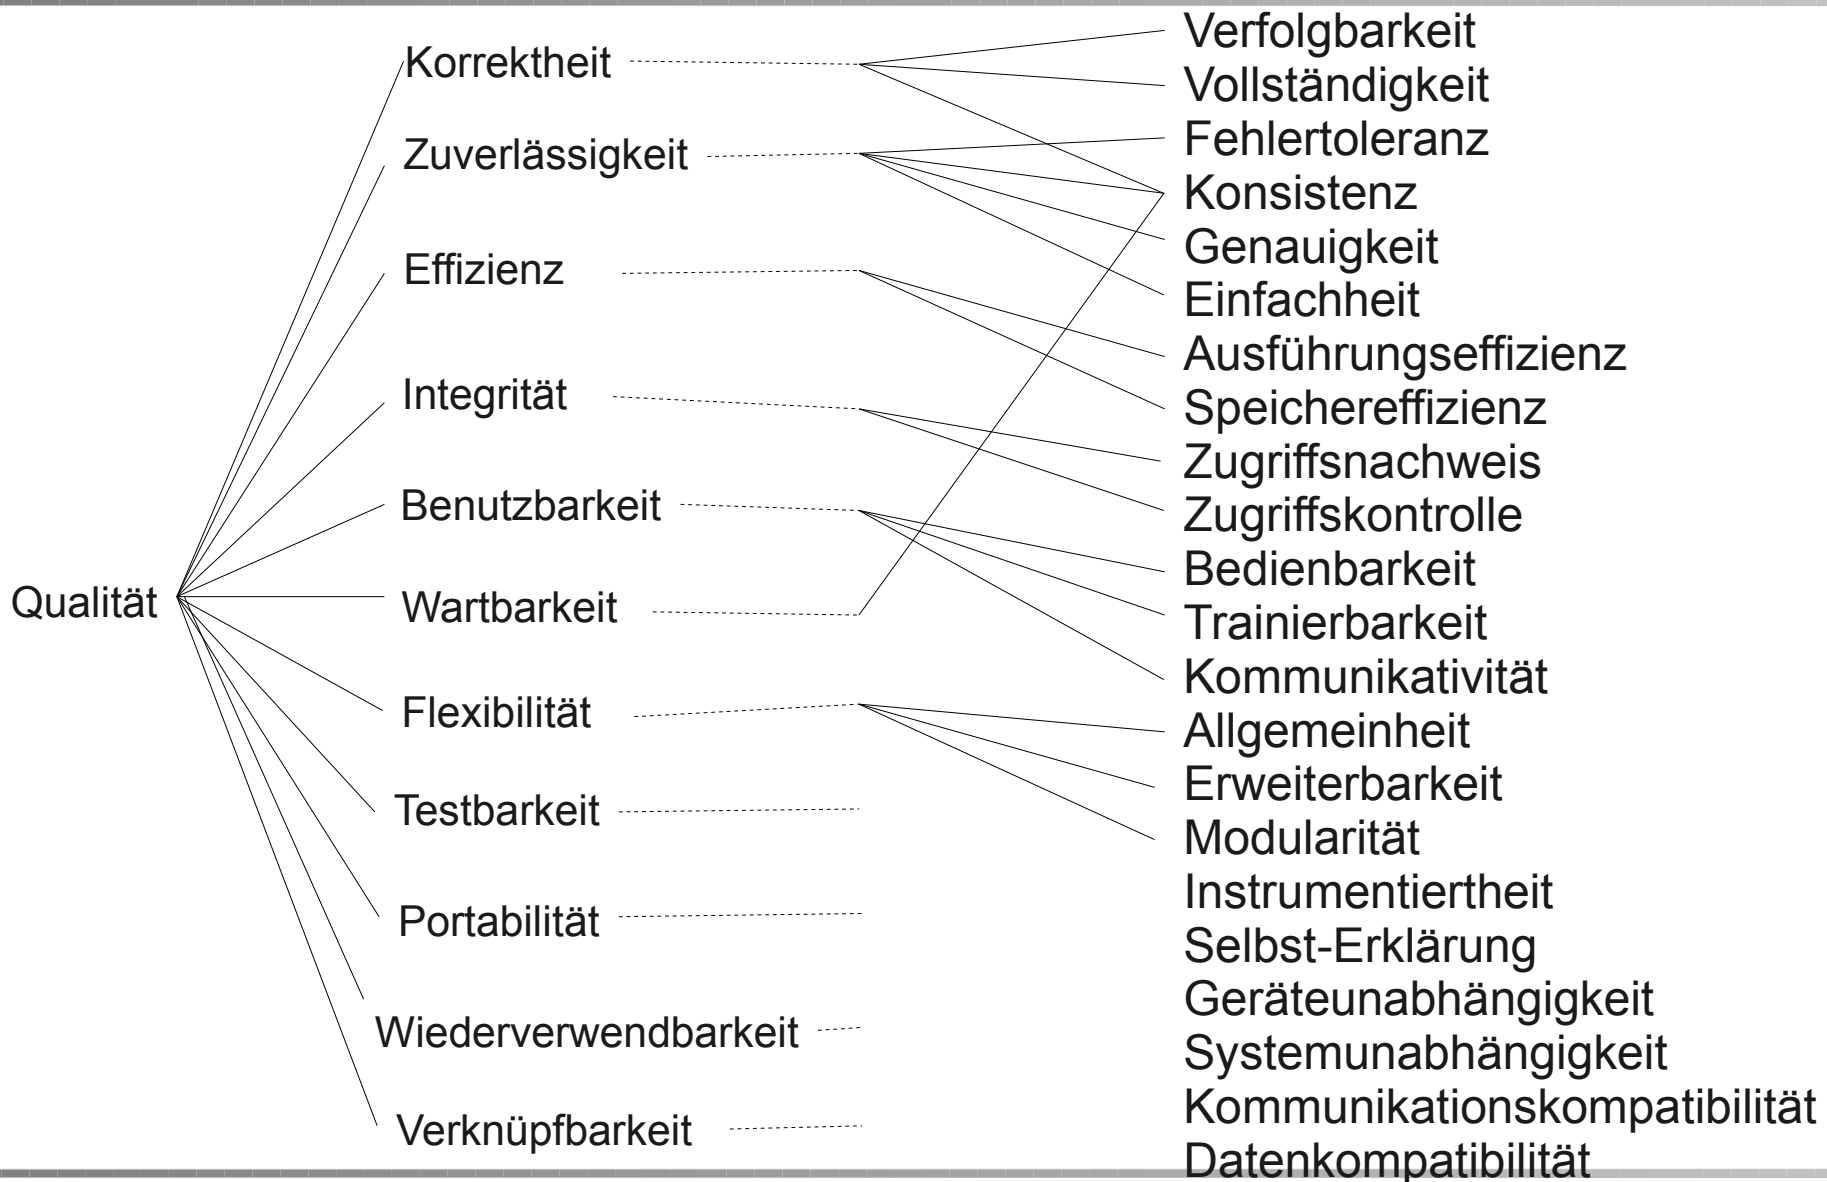 Qualität
Korrektheit
Zuverlässigkeit
Effizienz
Integrität
Benutzbarkeit
Wartbarkeit
Flexibilität
Testbarkeit
Portabilität
Wiederverwendbarkeit
Verknüpfbarkeit
Verfolgbarkeit
Vollständigkeit
Fehlertoleranz
Konsistenz
Genauigkeit
Einfachheit
Ausführungseffizienz
Speichereffizienz
Zugriffsnachweis
Zugriffskontrolle
Bedienbarkeit
Trainierbarkeit
Kommunikativität
Allgemeinheit
Erweiterbarkeit
Modularität
Instrumentiertheit
Selbst-Erklärung
Geräteunabhängigkeit
Systemunabhängigkeit
Kommunikationskompatibilität
Datenkompatibilität